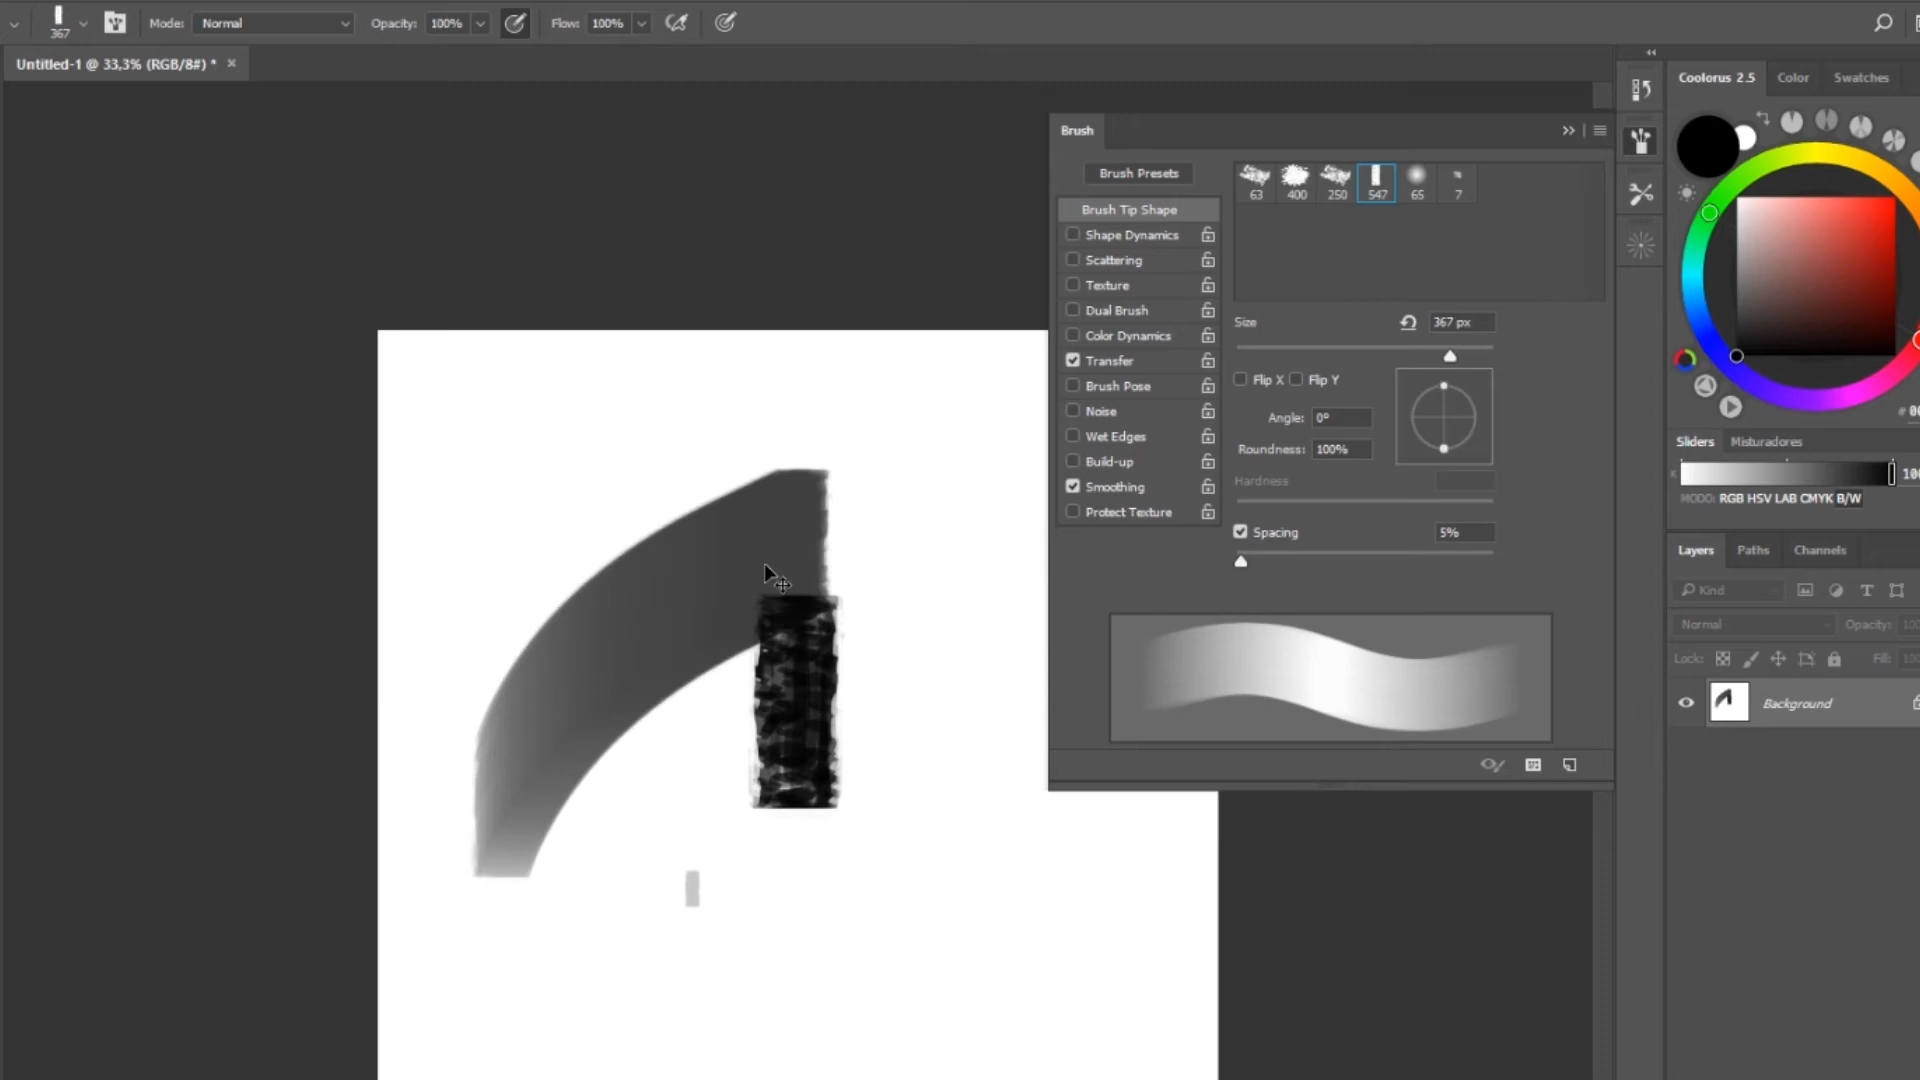 367
Mode: Normal
Opacity: 100%
Flow: 100%
Untitled-1 @ 33,3% (RGB/8#) * ×
Brush
Brush Presets
63 400 250 547 65 7
Brush Tip Shape
Shape Dynamics
Scattering
Texture
Dual Brush
Color Dynamics
Transfer
Brush Pose
Noise
Wet Edges
Build-up
Smoothing
Protect Texture
Size 367 px
Flip X Flip Y
Angle: 0º
Roundness: 100%
Hardness
Spacing 5%
Coolorus 2.5 Color Swatches
# 00
Sliders Misturadores
K 100
MODO: RGB HSV LAB CMYK B/W
Layers Paths Channels
Kind
Normal Opacity: 100
Lock: Fill: 100
Background